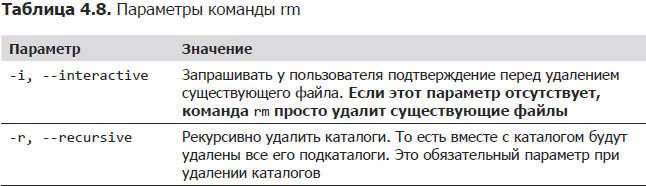 Таблица 4.8. Параметры команды rm
Параметр Значение
-i, --interactive Запрашивать у пользователя подтверждение перед удалением
существующего файла. Если этот параметр отсутствует,
команда rm просто удалит существующие файлы
-r, --recursive Рекурсивно удалить каталоги. То есть вместе с каталогом будут
удалены все его подкаталоги. Это обязательный параметр при
удалении каталогов